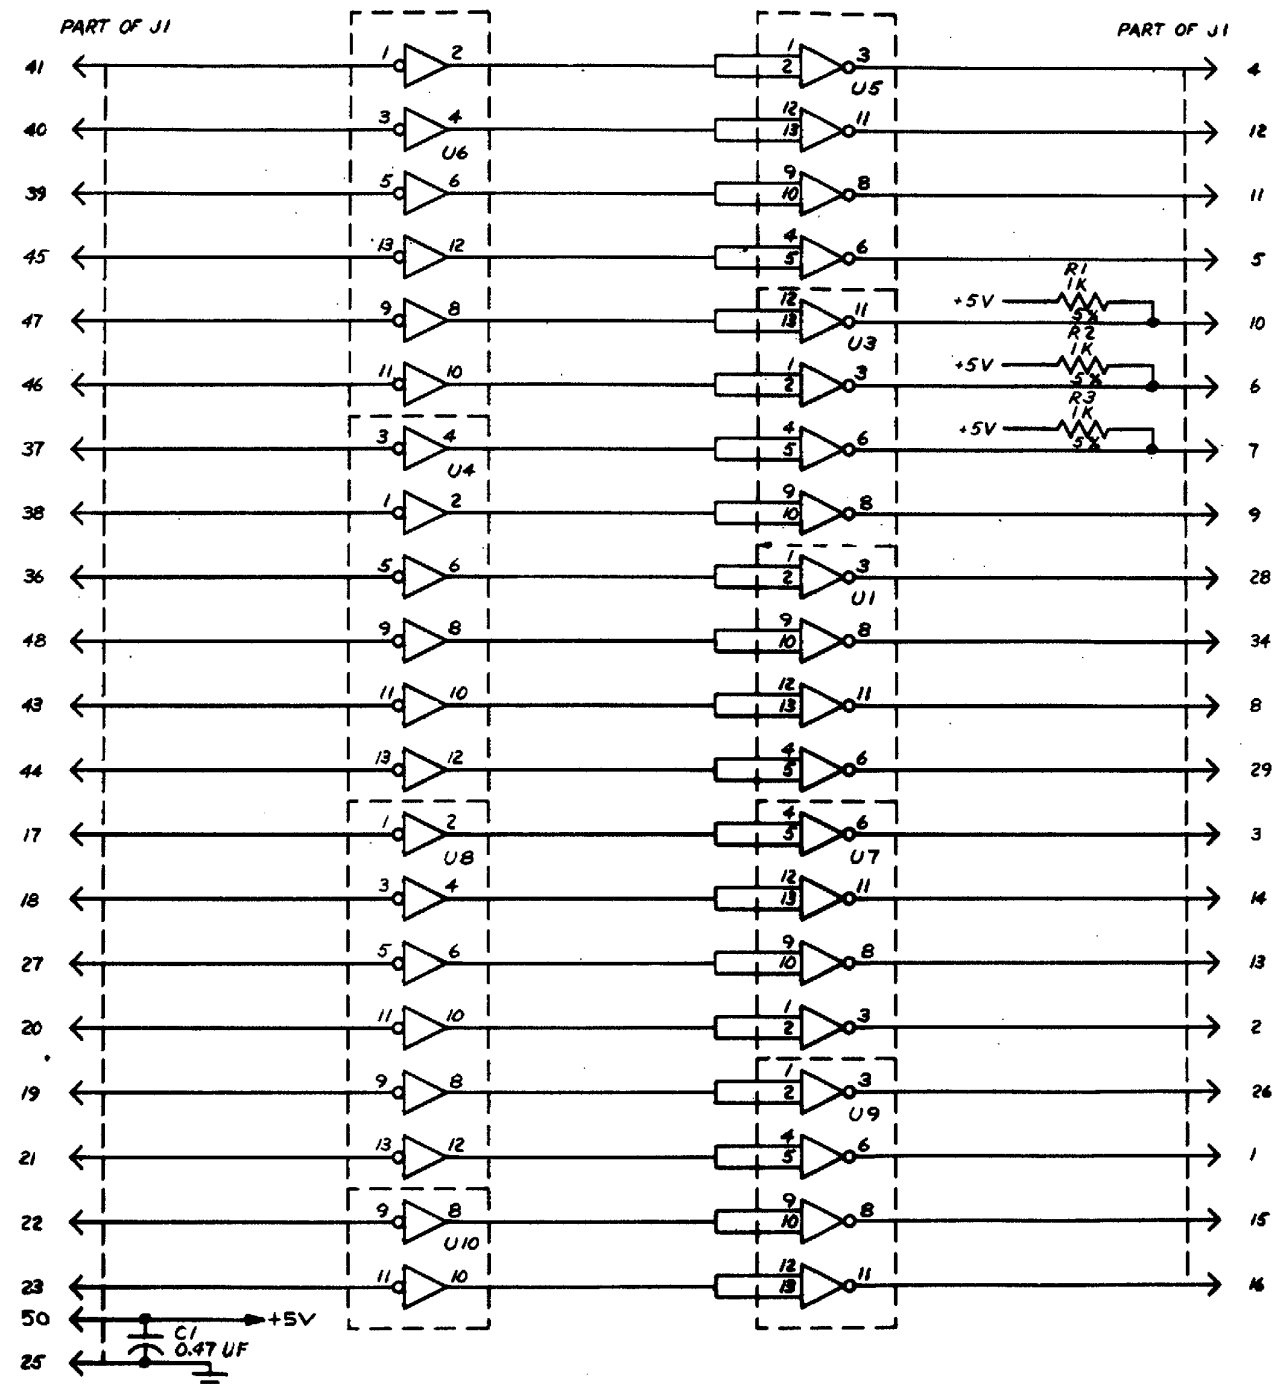 PART OF J1 PART OF J1
41 1 2 1 2 3 4
U5
40 3 4 12 13 11 12
U6
39 5 6 9 10 8 11
45 13 12 4 5 6 5
R1
1K
+5V
5%
47 9 8 12 13 11 10
U3
R2
1K
+5V
5%
46 11 10 1 2 3 6
R3
1K
+5V
5%
37 3 4 4 5 6 7
U4
38 1 2 9 10 8 9
36 5 6 1 2 3 28
U1
48 9 8 9 10 8 34
43 11 10 12 13 11 8
44 13 12 4 5 6 29
17 1 2 4 5 6 3
U8 U7
18 3 4 12 13 11 14
27 5 6 9 10 8 13
20 11 10 1 2 3 2
19 9 8 1 2 3 26
U9
21 13 12 4 5 6 1
22 9 8 9 10 8 15
U10
23 11 10 12 13 11 16
50 +5V
C1
0.47 UF
25